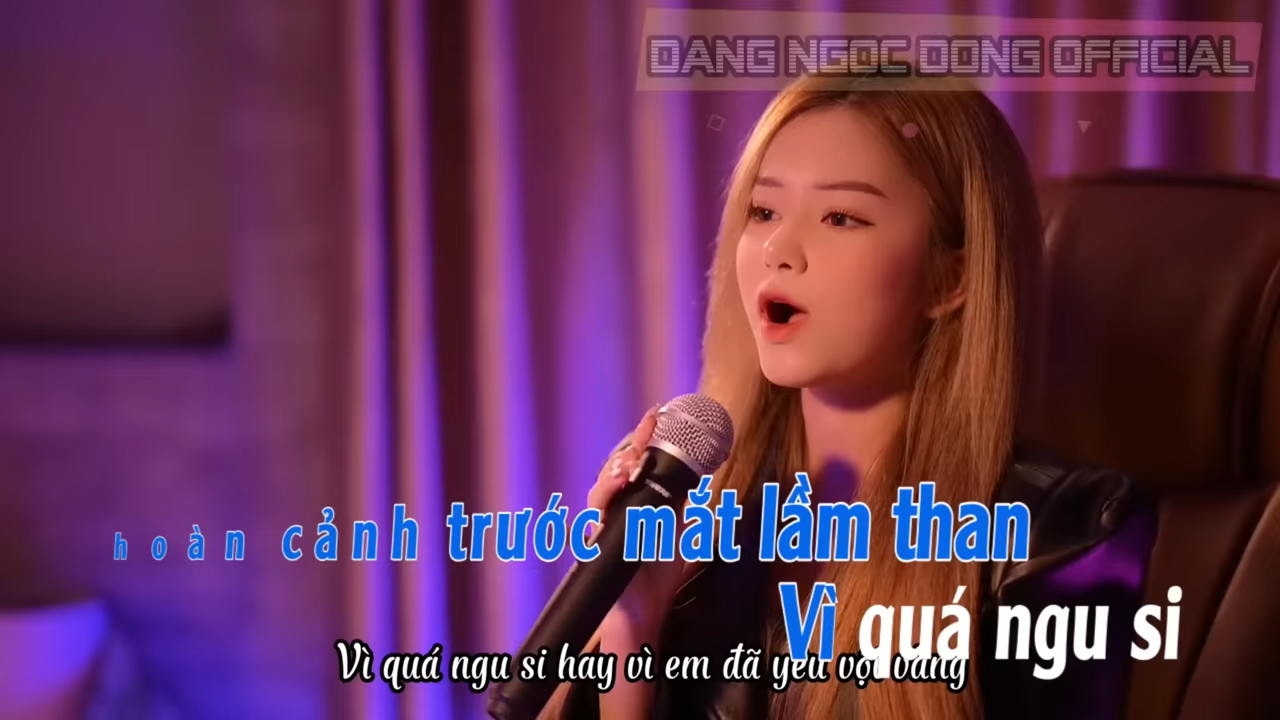 DANG NGOC DONG OFFICIAL
hoàn cảnh trước mắt lầm than
Vì quá ngu si
Vì quá ngu si hay vì em đã yêu vội vàng